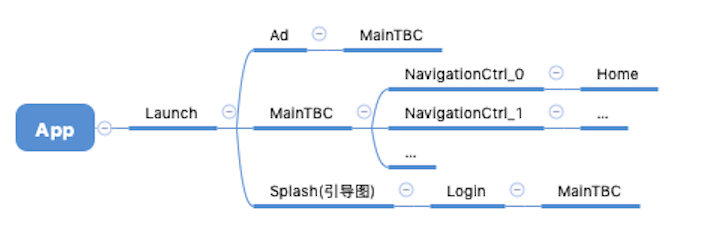 Ad
MainTBC
NavigationCtrl_0
Home
App
Launch
MainTBC
NavigationCtrl_1
...
...
Splash(引导图)
Login
MainTBC